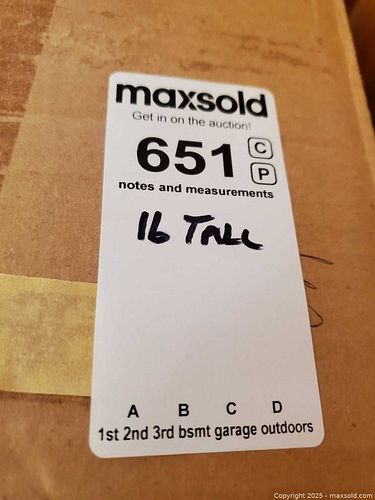 maxsold
Get in on the auction!
651 C
P
notes and measurements
16 TALL
A B C D
1st 2nd 3rd bsmt garage outdoors
Copyright 2025 - maxsold.com